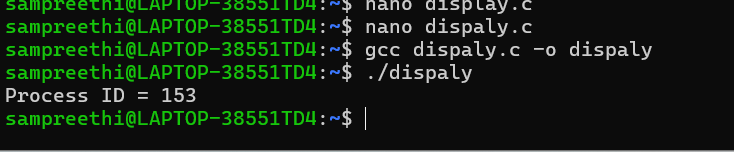 sampreethi@LAPTOP-38551TD4:~$ nano display.c
sampreethi@LAPTOP-38551TD4:~$ nano dispaly.c
sampreethi@LAPTOP-38551TD4:~$ gcc dispaly.c -o dispaly
sampreethi@LAPTOP-38551TD4:~$ ./dispaly
Process ID = 153
sampreethi@LAPTOP-38551TD4:~$